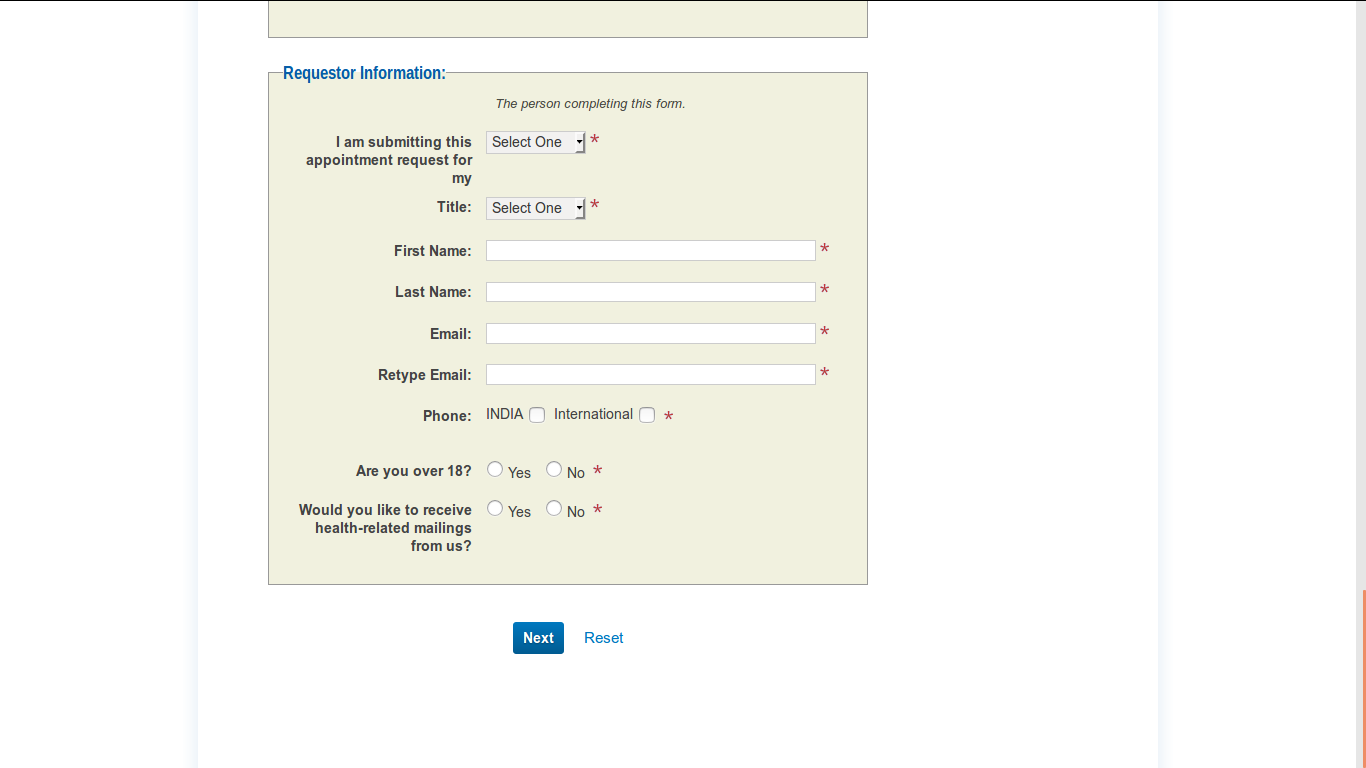 Requestor Information:
The person completing this form.
I am submitting this Select One *
appointment request for
my
Title: Select One *
First Name: *
Last Name: *
Email: *
Retype Email: *
Phone: INDIA International *
Are you over 18? Yes No *
Would you like to receive Yes No *
health-related mailings
from us?
Next Reset